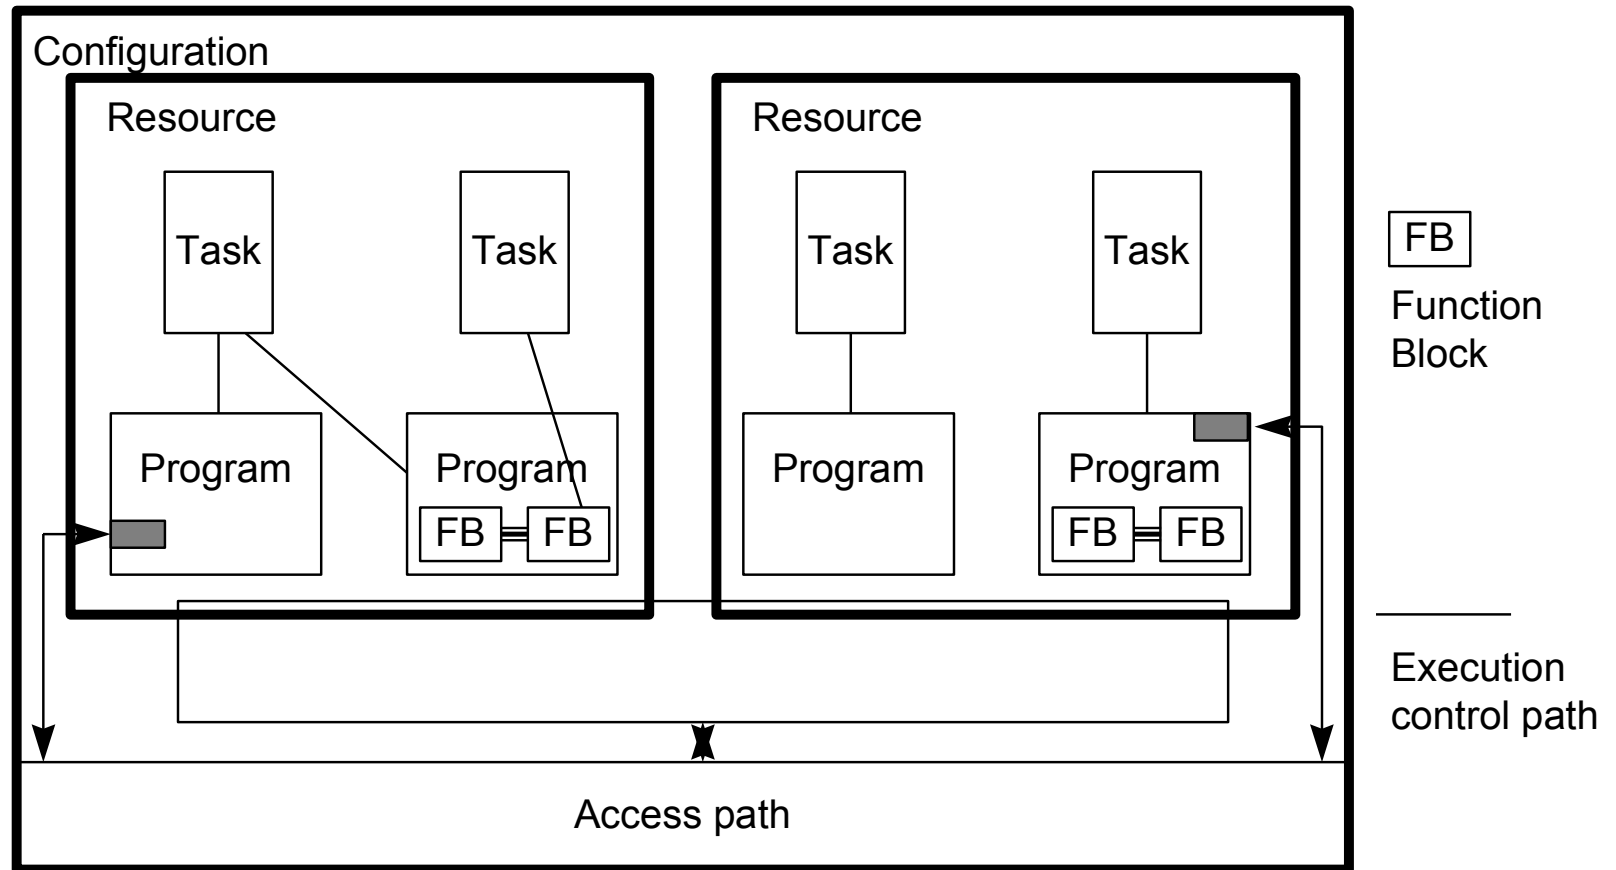 Configuration
Resource
Resource
Task
Task
Task
Task
FB
Function
Block
Program
Program
Program
Program
FB
FB
FB
FB
Execution
control path
Access path